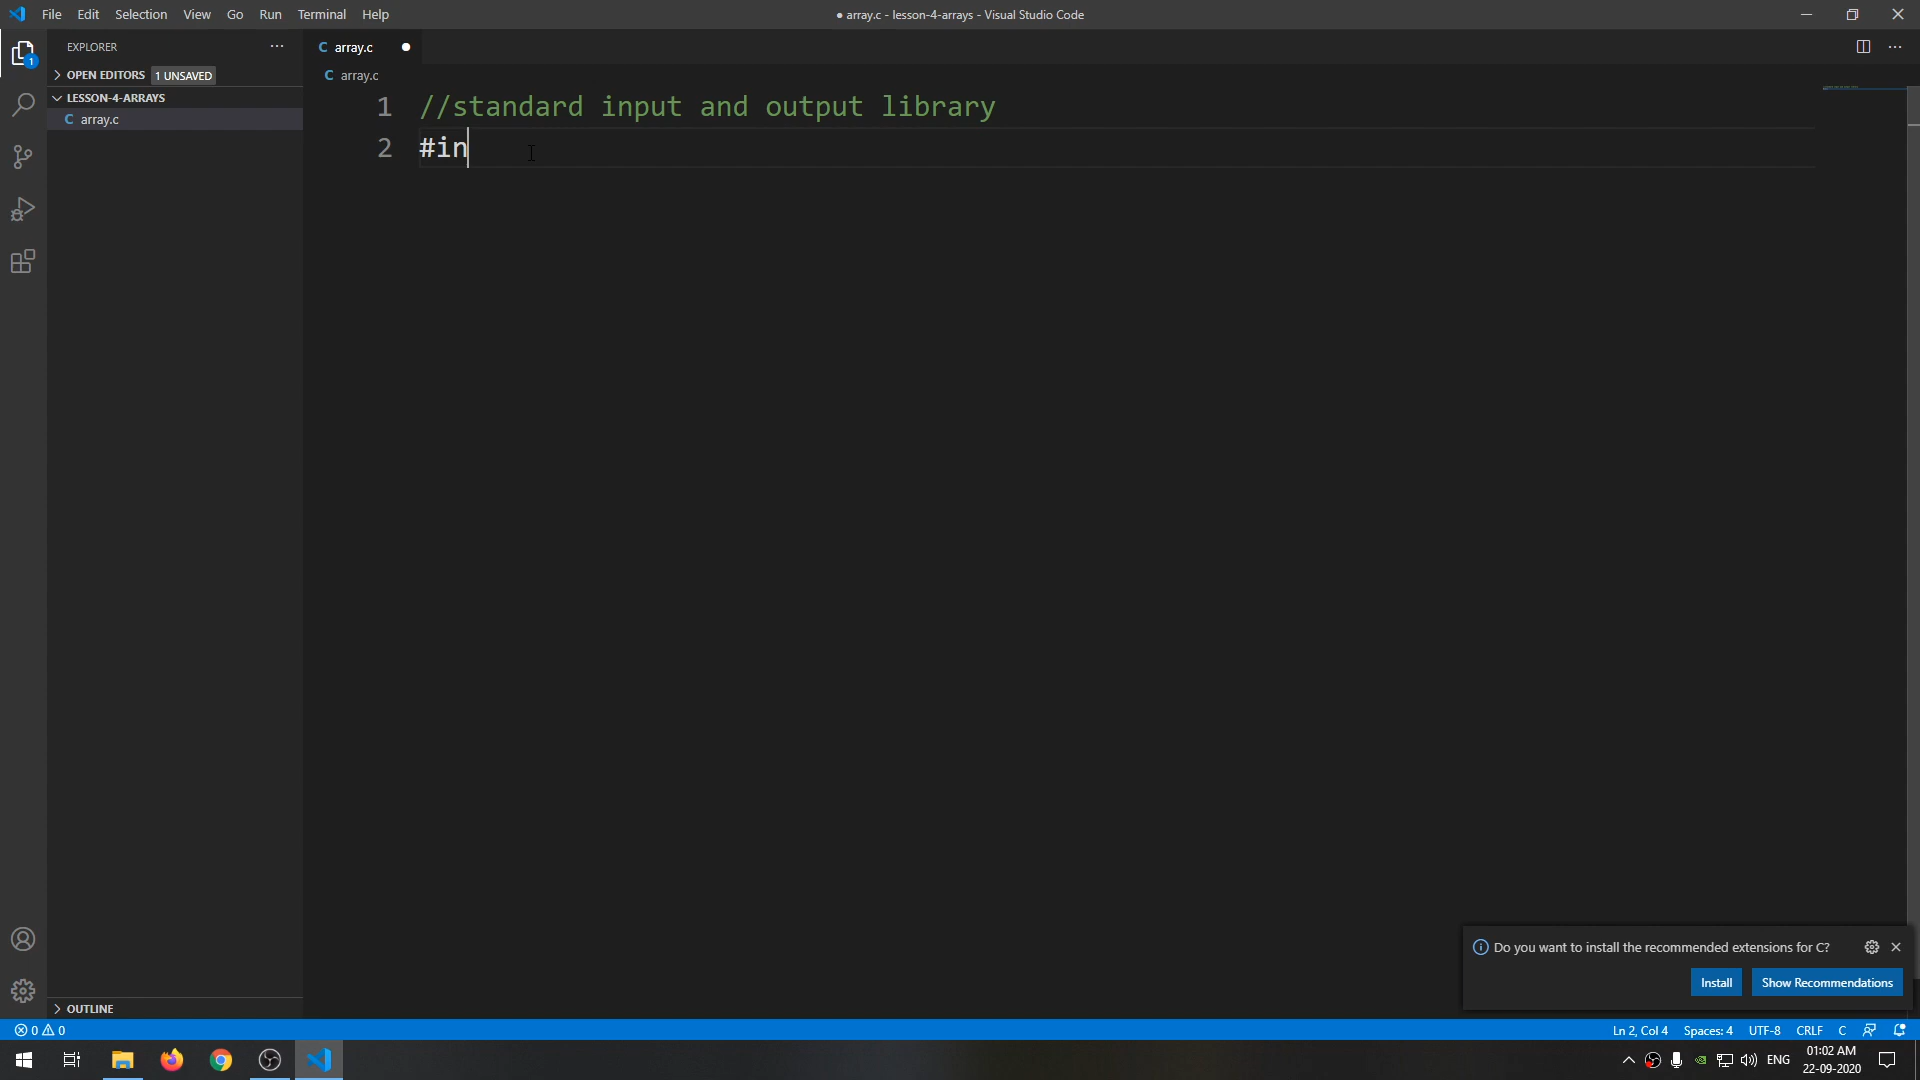 File Edit Selection View Go Run Terminal Help
● array.c - lesson-4-arrays - Visual Studio Code
EXPLORER
1
OPEN EDITORS 1 UNSAVED
LESSON-4-ARRAYS
C array.c
C array.c
C array.c
1 //standard input and output library
2 #in
Do you want to install the recommended extensions for C?
Install Show Recommendations
OUTLINE
0 0
Ln 2, Col 4 Spaces: 4 UTF-8 CRLF C
ENG
01:02 AM
22-09-2020